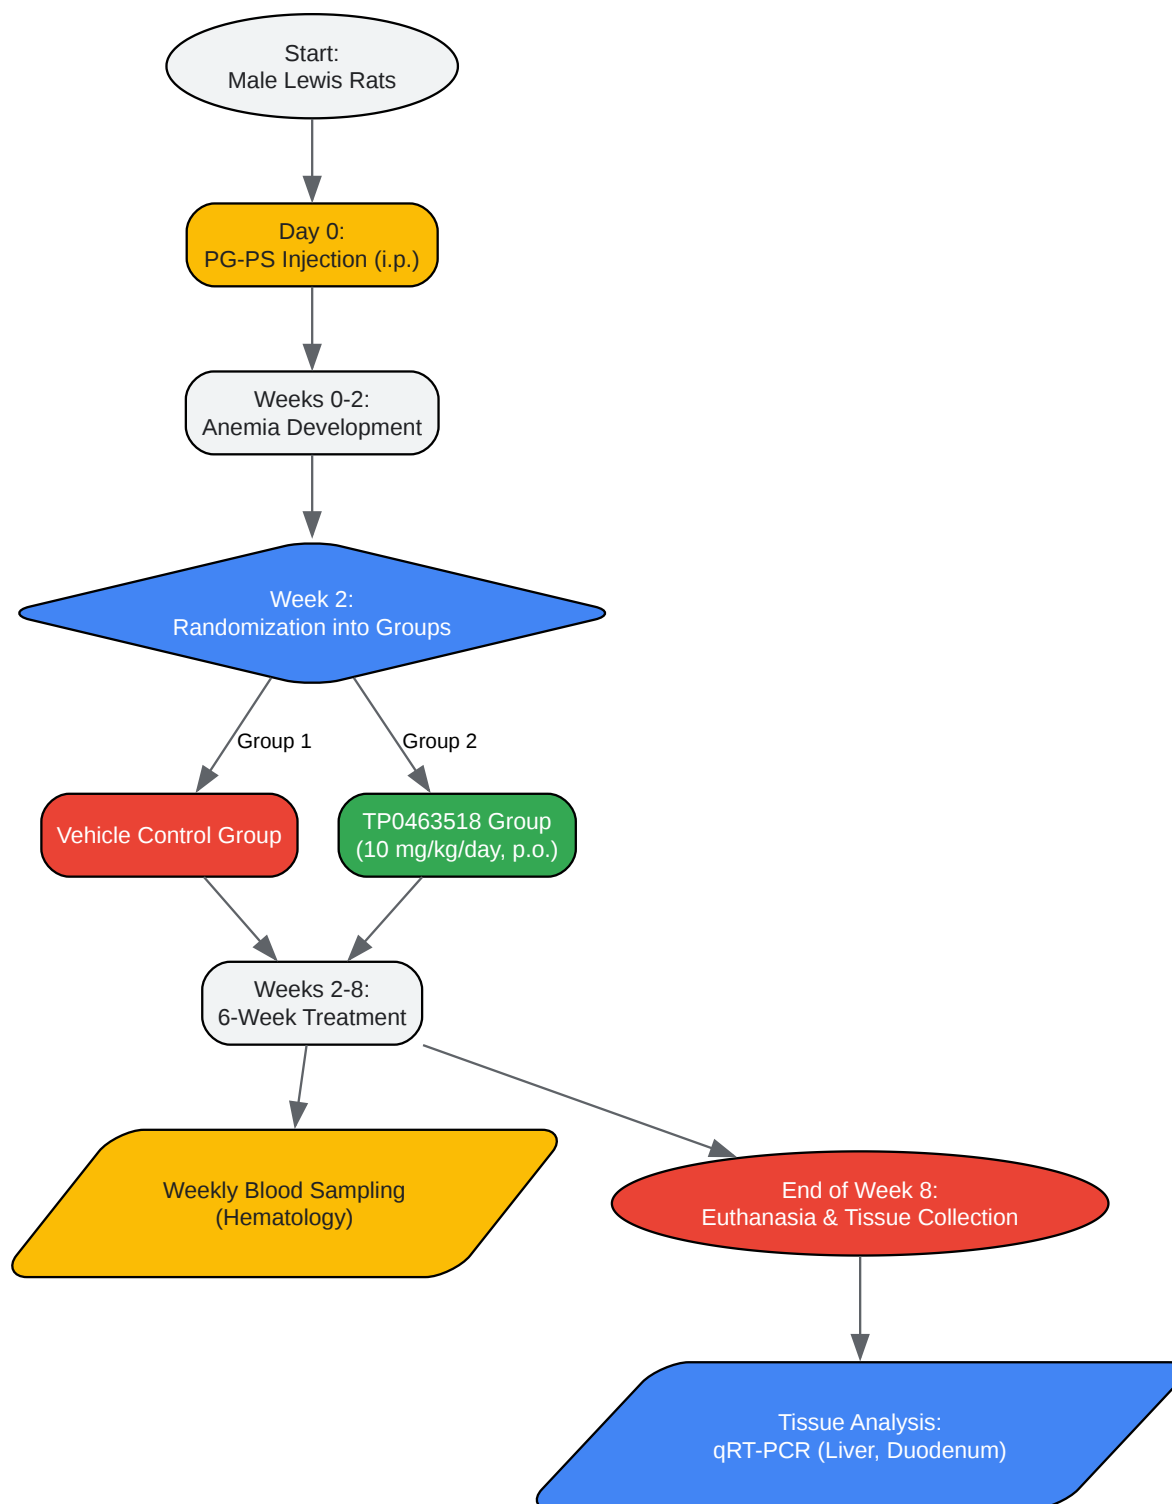 Start:
Male Lewis Rats
Day 0:
PG-PS Injection (i.p.)
Weeks 0-2:
Anemia Development
Week 2:
Randomization into Groups
Group 1
Group 2
Vehicle Control Group
TP0463518 Group
(10 mg/kg/day, p.o.)
Weeks 2-8:
6-Week Treatment
Weekly Blood Sampling
(Hematology)
End of Week 8:
Euthanasia & Tissue Collection
Tissue Analysis:
qRT-PCR (Liver, Duodenum)